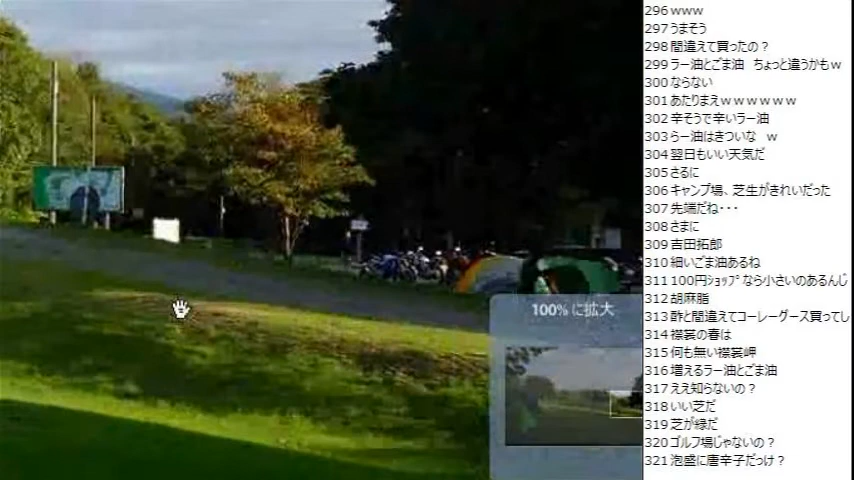 296 www
297 うまそう
298 間違えて買ったの？
299 ラー油とごま油　ちょっと違うかもｗ
300 ならない
301 あたりまえｗｗｗｗｗｗ
302 辛そうで辛いラー油
303 らー油はきついな　ｗ
304 翌日もいい天気だ
305 さるに
306 キャンプ場、芝生がきれいだった
307 先端だね・・・
308 さまに
309 吉田拓郎
310 細いごま油あるね
311 100円ｼｮｯﾌﾟなら小さいのあるんじ
312 胡麻脂
313 酢と間違えてコーレーグース買ってし
314 襟裳の春は
315 何も無い襟裳岬
316 増えるラー油とごま油
317 ええ知らないの？
318 いい芝だ
319 芝が緑だ
320 ゴルフ場じゃないの？
321 泡盛に唐辛子だっけ？
100% に拡大